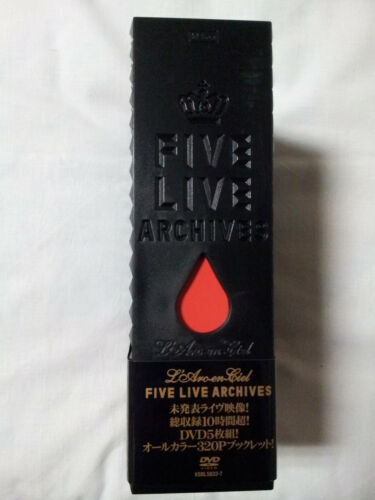 FIVE
LIVE
ARCHIVES
L'Arc-en-Ciel
L'Arc-en-Ciel
FIVE LIVE ARCHIVES
未発表ライヴ映像!
総収録10時間超!
DVD5枚組!
オールカラー320Pブックレット!
DVD
VIDEO